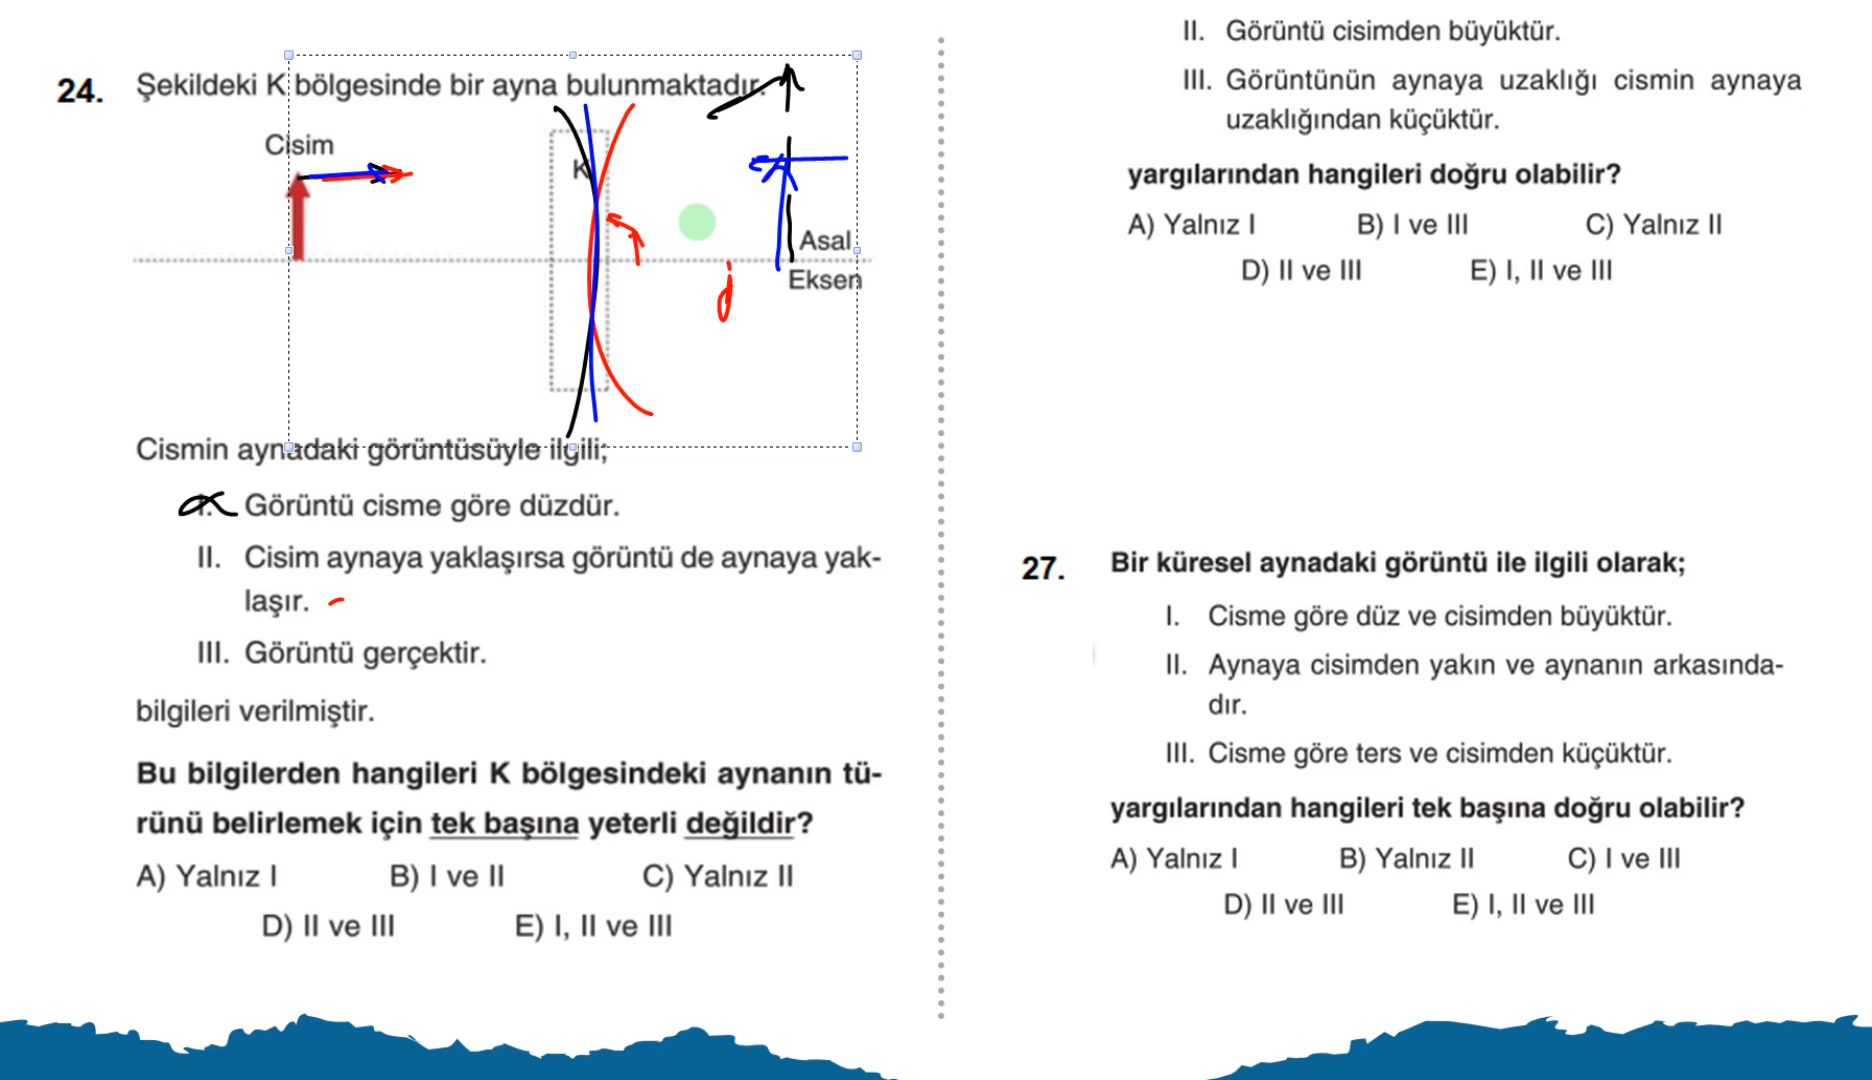 24. Şekildeki K bölgesinde bir ayna bulunmaktadır.
Cisim
K
Asal
Eksen
Cismin aynadaki görüntüsüyle ilgili;
I. Görüntü cisme göre düzdür.
II. Cisim aynaya yaklaşırsa görüntü de aynaya yak-
laşır.
III. Görüntü gerçektir.
bilgileri verilmiştir.
Bu bilgilerden hangileri K bölgesindeki aynanın tü-
rünü belirlemek için tek başına yeterli değildir?
A) Yalnız I B) I ve II C) Yalnız II
D) II ve III E) I, II ve III
II. Görüntü cisimden büyüktür.
III. Görüntünün aynaya uzaklığı cismin aynaya
uzaklığından küçüktür.
yargılarından hangileri doğru olabilir?
A) Yalnız I B) I ve III C) Yalnız II
D) II ve III E) I, II ve III
27. Bir küresel aynadaki görüntü ile ilgili olarak;
I. Cisme göre düz ve cisimden büyüktür.
II. Aynaya cisimden yakın ve aynanın arkasında-
dır.
III. Cisme göre ters ve cisimden küçüktür.
yargılarından hangileri tek başına doğru olabilir?
A) Yalnız I B) Yalnız II C) I ve III
D) II ve III E) I, II ve III